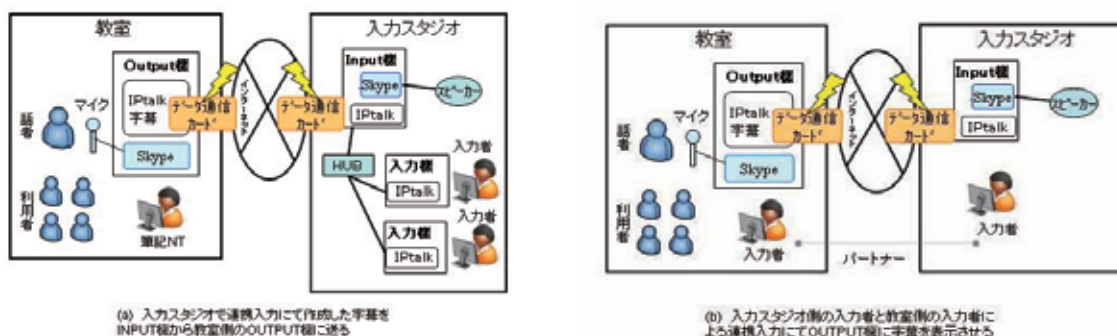 教室
入力スタジオ
Output機
IPtalk
字幕
Skype
マイク
話者
利用者
筆記NT
データ通信
カード
インターネット
データ通信
カード
Input機
Skype
IPtalk
スピーカー
HUB
入力者
入力機
IPtalk
入力者
入力機
IPtalk
(a) 入力スタジオで連携入力にて作成した字幕を
INPUT機から教室側のOUTPUT機に送る
教室
入力スタジオ
Output機
IPtalk
字幕
Skype
マイク
話者
利用者
入力者
データ通信
カード
インターネット
データ通信
カード
Input機
Skype
IPtalk
スピーカー
入力者
パートナー
(b) 入力スタジオ側の入力者と教室側の入力者に
よる連携入力にてOUTPUT機に字幕を表示させる